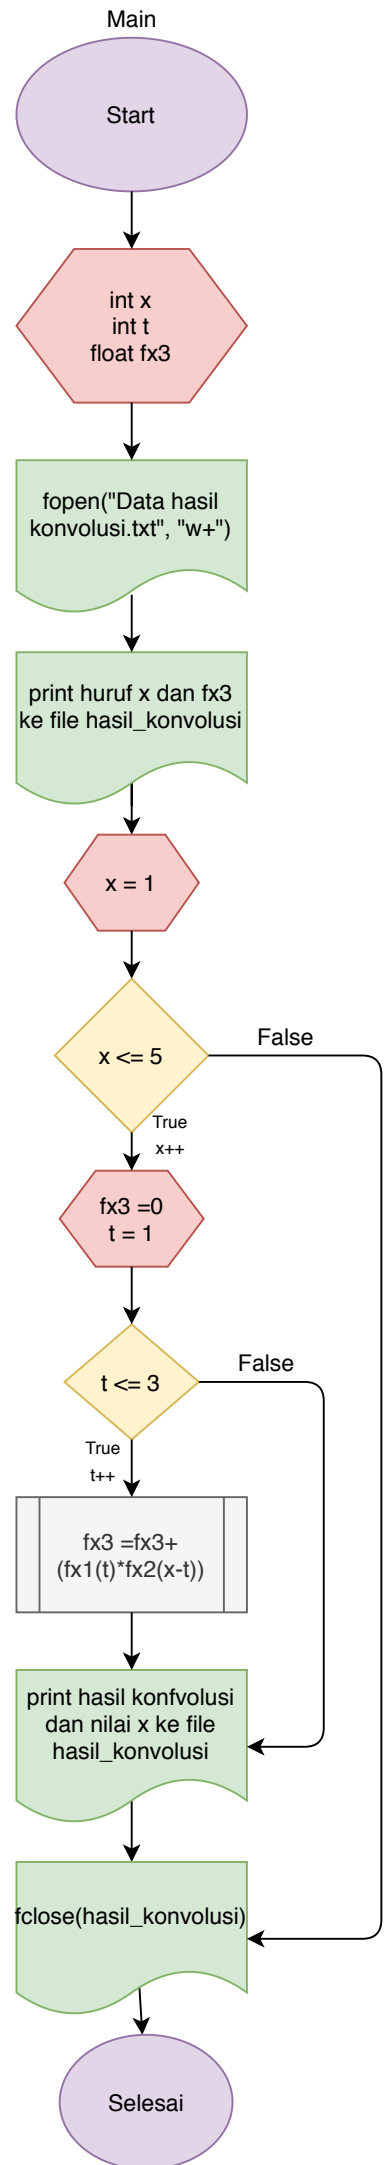 Main
Start
int x
int t
float fx3
fopen("Data hasil
konvolusi.txt", "w+")
print huruf x dan fx3
ke file hasil_konvolusi
x = 1
x <= 5
False
True
x++
fx3 =0
t = 1
t <= 3
False
True
t++
fx3 =fx3+
(fx1(t)*fx2(x-t))
print hasil konfvolusi
dan nilai x ke file
hasil_konvolusi
fclose(hasil_konvolusi)
Selesai